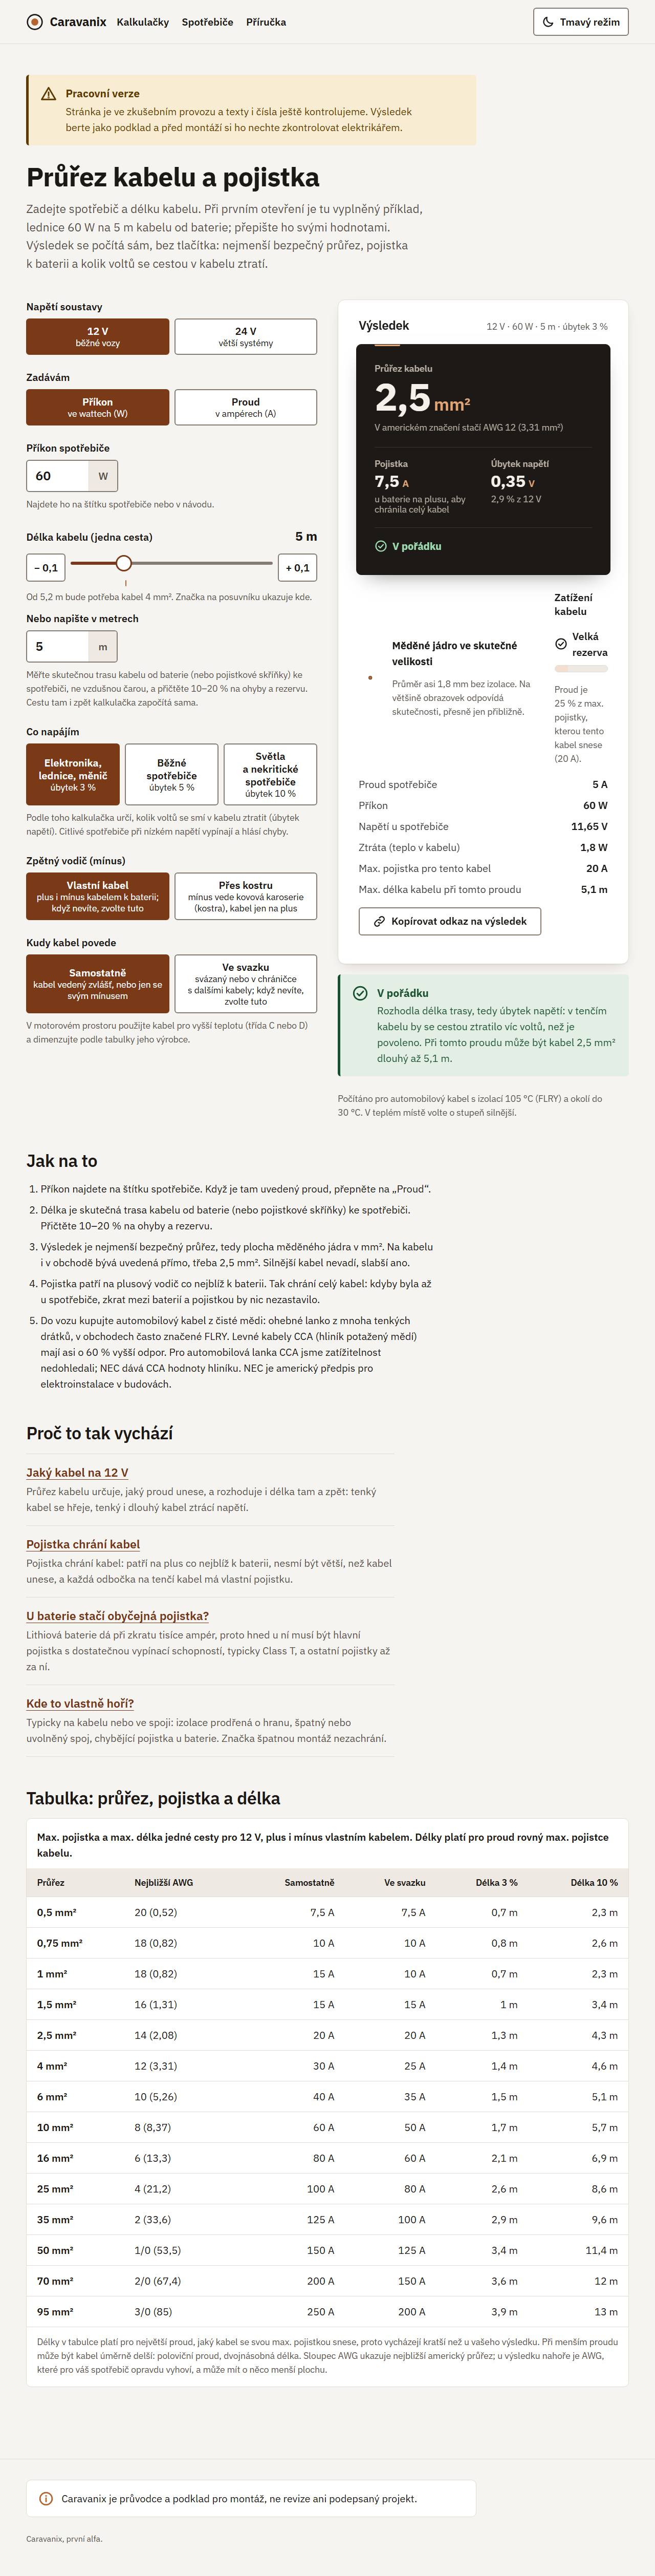 Caravanix Kalkulačky Spotřebiče Příručka
Tmavý režim
Pracovní verze
Stránka je ve zkušebním provozu a texty i čísla ještě kontrolujeme. Výsledek
berte jako podklad a před montáží si ho nechte zkontrolovat elektrikářem.
Průřez kabelu a pojistka
Zadejte spotřebič a délku kabelu. Při prvním otevření je tu vyplněný příklad,
lednice 60 W na 5 m kabelu od baterie; přepište ho svými hodnotami.
Výsledek se počítá sám, bez tlačítka: nejmenší bezpečný průřez, pojistka
k baterii a kolik voltů se cestou v kabelu ztratí.
Napětí soustavy
12 V
běžné vozy
24 V
větší systémy
Zadávám
Příkon
ve wattech (W)
Proud
v ampérech (A)
Příkon spotřebiče
60 W
Najdete ho na štítku spotřebiče nebo v návodu.
Délka kabelu (jedna cesta) 5 m
− 0,1
+ 0,1
Od 5,2 m bude potřeba kabel 4 mm². Značka na posuvníku ukazuje kde.
Nebo napište v metrech
5 m
Měřte skutečnou trasu kabelu od baterie (nebo pojistkové skříňky) ke
spotřebiči, ne vzdušnou čarou, a přičtěte 10–20 % na ohyby a rezervu.
Cestu tam i zpět kalkulačka započítá sama.
Co napájím
Elektronika,
lednice, měnič
úbytek 3 %
Běžné
spotřebiče
úbytek 5 %
Světla
a nekritické
spotřebiče
úbytek 10 %
Podle toho kalkulačka určí, kolik voltů se smí v kabelu ztratit (úbytek
napětí). Citlivé spotřebiče při nízkém napětí vypínají a hlásí chyby.
Zpětný vodič (mínus)
Vlastní kabel
plus i mínus kabelem k baterii;
když nevíte, zvolte tuto
Přes kostru
mínus vede kovová karoserie
(kostra), kabel jen na plus
Kudy kabel povede
Samostatně
kabel vedený zvlášť, nebo jen se
svým mínusem
Ve svazku
svázaný nebo v chráničce
s dalšími kabely; když nevíte,
zvolte tuto
V motorovém prostoru použijte kabel pro vyšší teplotu (třída C nebo D)
a dimenzujte podle tabulky jeho výrobce.
Výsledek 12 V · 60 W · 5 m · úbytek 3 %
Průřez kabelu
2,5 mm²
V americkém značení stačí AWG 12 (3,31 mm²)
Pojistka
7,5 A
u baterie na plusu, aby
chránila celý kabel
Úbytek napětí
0,35 V
2,9 % z 12 V
V pořádku
Měděné jádro ve skutečné
velikosti
Průměr asi 1,8 mm bez izolace. Na
většině obrazovek odpovídá
skutečnosti, přesně jen přibližně.
Zatížení
kabelu
Velká
rezerva
Proud je
25 % z max.
pojistky,
kterou tento
kabel snese
(20 A).
Proud spotřebiče 5 A
Příkon 60 W
Napětí u spotřebiče 11,65 V
Ztráta (teplo v kabelu) 1,8 W
Max. pojistka pro tento kabel 20 A
Max. délka kabelu při tomto proudu 5,1 m
Kopírovat odkaz na výsledek
V pořádku
Rozhodla délka trasy, tedy úbytek napětí: v tenčím
kabelu by se cestou ztratilo víc voltů, než je
povoleno. Při tomto proudu může být kabel 2,5 mm²
dlouhý až 5,1 m.
Počítáno pro automobilový kabel s izolací 105 °C (FLRY) a okolí do
30 °C. V teplém místě volte o stupeň silnější.
Jak na to
1. Příkon najdete na štítku spotřebiče. Když je tam uvedený proud, přepněte na „Proud“.
2. Délka je skutečná trasa kabelu od baterie (nebo pojistkové skříňky) ke spotřebiči.
Přičtěte 10–20 % na ohyby a rezervu.
3. Výsledek je nejmenší bezpečný průřez, tedy plocha měděného jádra v mm². Na kabelu
i v obchodě bývá uvedená přímo, třeba 2,5 mm². Silnější kabel nevadí, slabší ano.
4. Pojistka patří na plusový vodič co nejblíž k baterii. Tak chrání celý kabel: kdyby byla až
u spotřebiče, zkrat mezi baterií a pojistkou by nic nezastavilo.
5. Do vozu kupujte automobilový kabel z čisté mědi: ohebné lanko z mnoha tenkých
drátků, v obchodech často značené FLRY. Levné kabely CCA (hliník potažený mědí)
mají asi o 60 % vyšší odpor. Pro automobilová lanka CCA jsme zatížitelnost
nedohledali; NEC dává CCA hodnoty hliníku. NEC je americký předpis pro
elektroinstalace v budovách.
Proč to tak vychází
Jaký kabel na 12 V
Průřez kabelu určuje, jaký proud unese, a rozhoduje i délka tam a zpět: tenký
kabel se hřeje, tenký i dlouhý kabel ztrácí napětí.
Pojistka chrání kabel
Pojistka chrání kabel: patří na plus co nejblíž k baterii, nesmí být větší, než kabel
unese, a každá odbočka na tenčí kabel má vlastní pojistku.
U baterie stačí obyčejná pojistka?
Lithiová baterie dá při zkratu tisíce ampér, proto hned u ní musí být hlavní
pojistka s dostatečnou vypínací schopností, typicky Class T, a ostatní pojistky až
za ní.
Kde to vlastně hoří?
Typicky na kabelu nebo ve spoji: izolace prodřená o hranu, špatný nebo
uvolněný spoj, chybějící pojistka u baterie. Značka špatnou montáž nezachrání.
Tabulka: průřez, pojistka a délka
Max. pojistka a max. délka jedné cesty pro 12 V, plus i mínus vlastním kabelem. Délky platí pro proud rovný max. pojistce
kabelu.
Průřez Nejbližší AWG Samostatně Ve svazku Délka 3 % Délka 10 %
0,5 mm² 20 (0,52) 7,5 A 7,5 A 0,7 m 2,3 m
0,75 mm² 18 (0,82) 10 A 10 A 0,8 m 2,6 m
1 mm² 18 (0,82) 15 A 10 A 0,7 m 2,3 m
1,5 mm² 16 (1,31) 15 A 15 A 1 m 3,4 m
2,5 mm² 14 (2,08) 20 A 20 A 1,3 m 4,3 m
4 mm² 12 (3,31) 30 A 25 A 1,4 m 4,6 m
6 mm² 10 (5,26) 40 A 35 A 1,5 m 5,1 m
10 mm² 8 (8,37) 60 A 50 A 1,7 m 5,7 m
16 mm² 6 (13,3) 80 A 60 A 2,1 m 6,9 m
25 mm² 4 (21,2) 100 A 80 A 2,6 m 8,6 m
35 mm² 2 (33,6) 125 A 100 A 2,9 m 9,6 m
50 mm² 1/0 (53,5) 150 A 125 A 3,4 m 11,4 m
70 mm² 2/0 (67,4) 200 A 150 A 3,6 m 12 m
95 mm² 3/0 (85) 250 A 200 A 3,9 m 13 m
Délky v tabulce platí pro největší proud, jaký kabel se svou max. pojistkou snese, proto vycházejí kratší než u vašeho výsledku. Při menším proudu
může být kabel úměrně delší: poloviční proud, dvojnásobná délka. Sloupec AWG ukazuje nejbližší americký průřez; u výsledku nahoře je AWG,
které pro váš spotřebič opravdu vyhoví, a může mít o něco menší plochu.
Caravanix je průvodce a podklad pro montáž, ne revize ani podepsaný projekt.
Caravanix, první alfa.